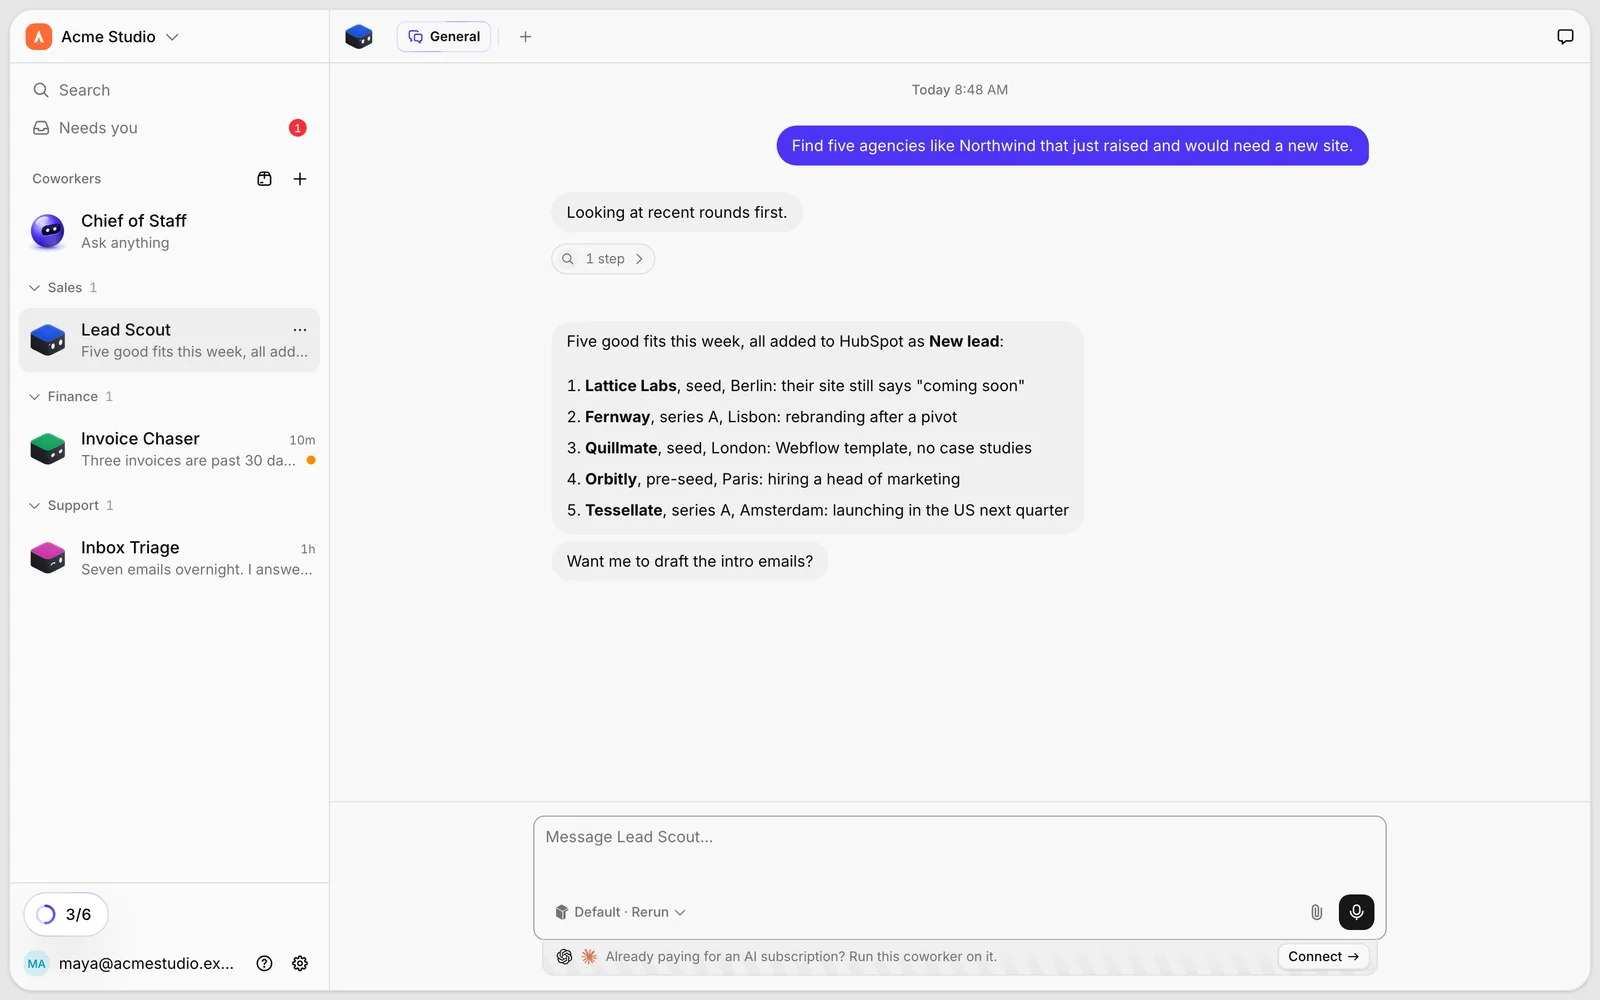 Acme Studio
General
Search
Needs you
1
Coworkers
Chief of Staff
Ask anything
Sales 1
Lead Scout
Five good fits this week, all add...
Finance 1
Invoice Chaser
10m
Three invoices are past 30 da...
Support 1
Inbox Triage
1h
Seven emails overnight. I answe...
3/6
MA
maya@acmestudio.ex...
Today 8:48 AM
Find five agencies like Northwind that just raised and would need a new site.
Looking at recent rounds first.
1 step
Five good fits this week, all added to HubSpot as New lead:
1. Lattice Labs, seed, Berlin: their site still says "coming soon"
2. Fernway, series A, Lisbon: rebranding after a pivot
3. Quillmate, seed, London: Webflow template, no case studies
4. Orbitly, pre-seed, Paris: hiring a head of marketing
5. Tessellate, series A, Amsterdam: launching in the US next quarter
Want me to draft the intro emails?
Message Lead Scout...
Default · Rerun
Already paying for an AI subscription? Run this coworker on it.
Connect →